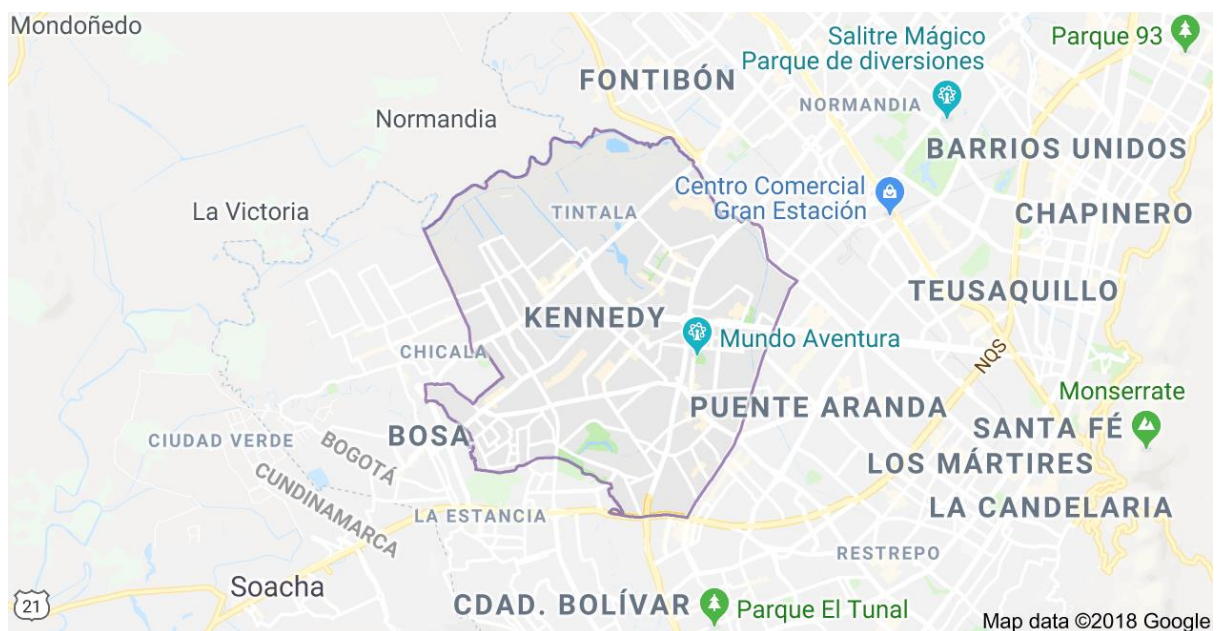 Mondoñedo
Salitre Mágico
Parque de diversiones
Parque 93
FONTIBÓN
NORMANDIA
Normandia
BARRIOS UNIDOS
Centro Comercial
Gran Estación
La Victoria
TINTALA
CHAPINERO
TEUSAQUILLO
KENNEDY
Mundo Aventura
CHICALA
NQS
Monserrate
PUENTE ARANDA
SANTA FÉ
BOSA
CIUDAD VERDE
BOGOTÁ
CUNDINAMARCA
LOS MÁRTIRES
LA CANDELARIA
LA ESTANCIA
RESTREPO
Soacha
21
CDAD. BOLÍVAR
Parque El Tunal
Map data ©2018 Google